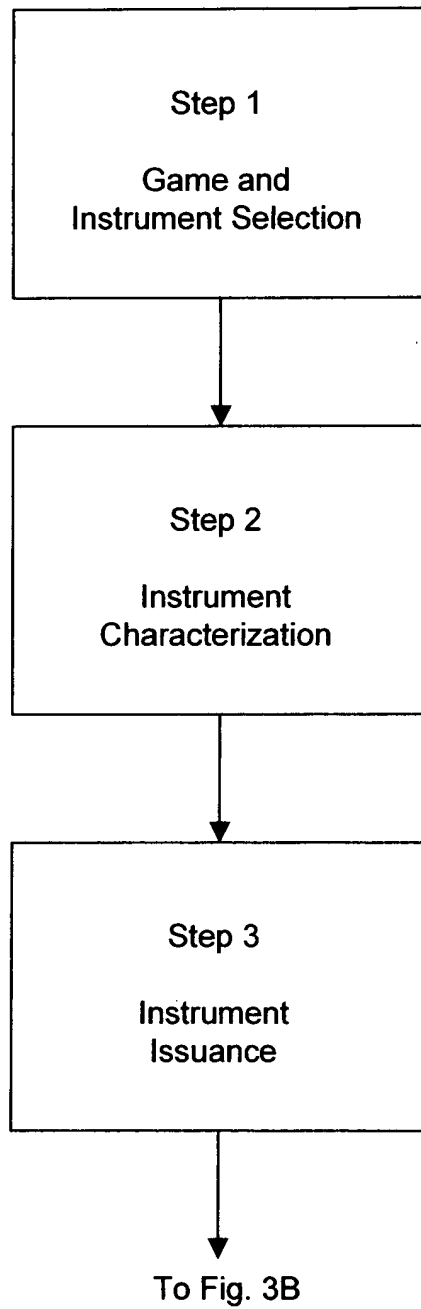 Step 1
Game and
Instrument Selection
Step 2
Instrument
Characterization
Step 3
Instrument
Issuance
To Fig. 3B